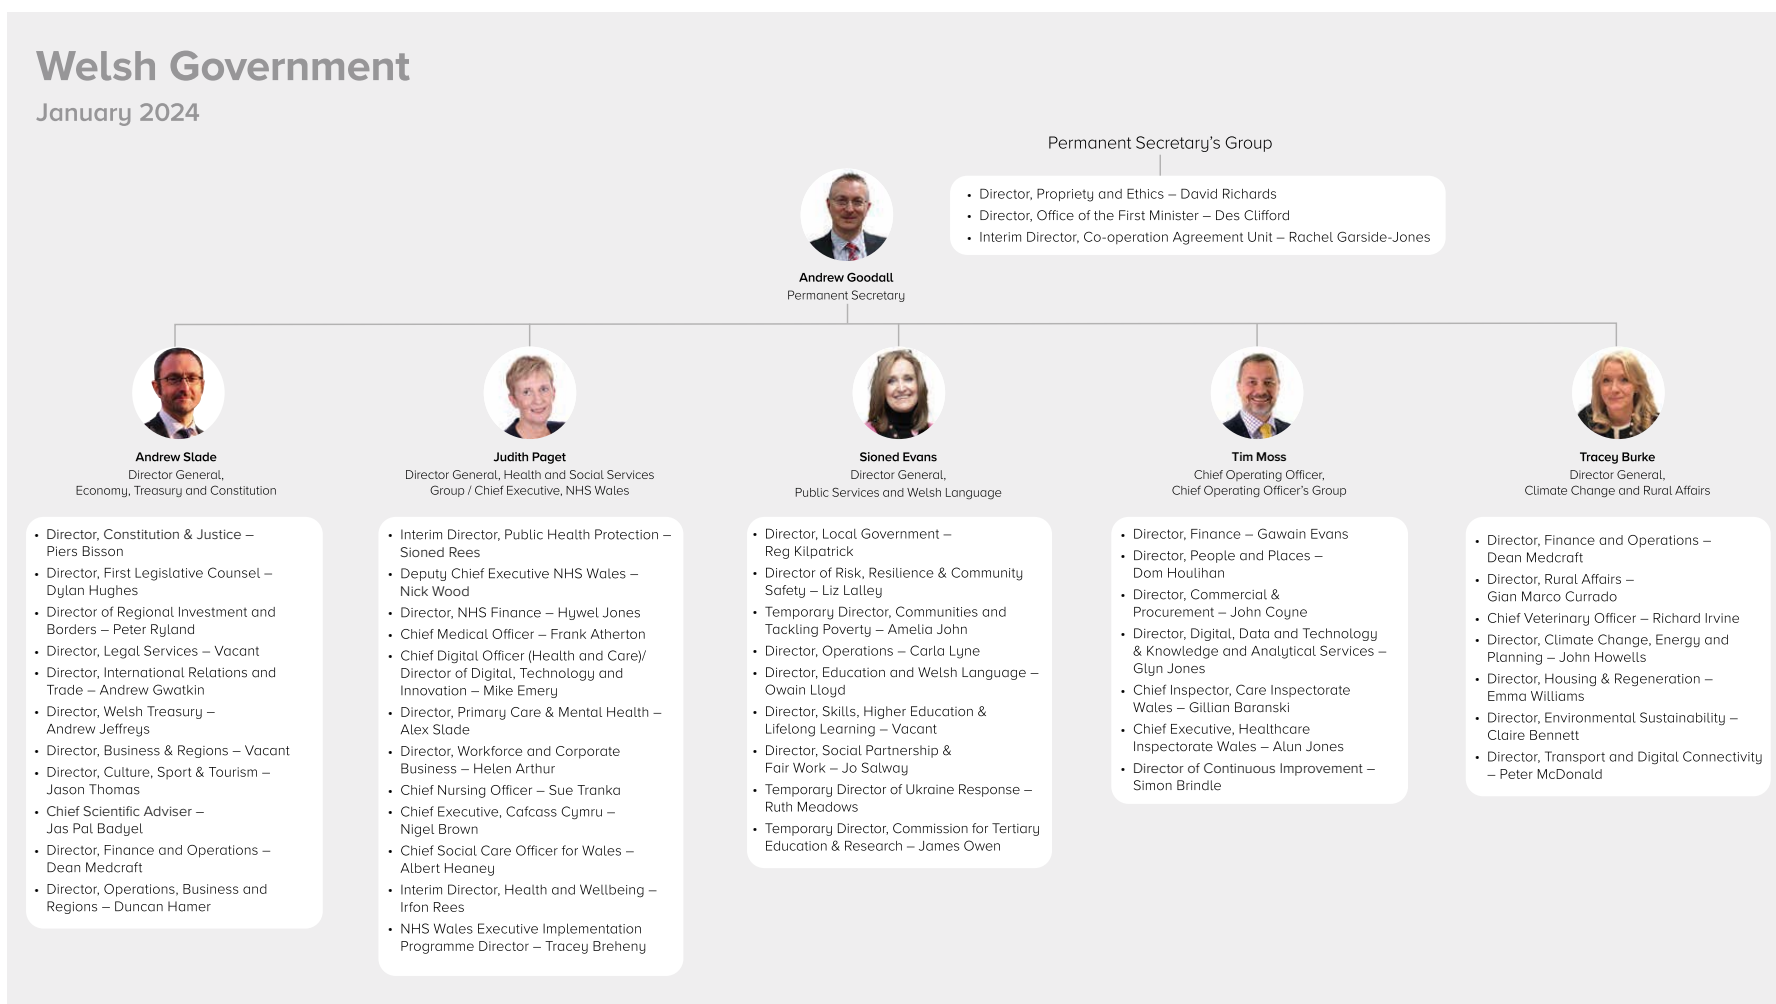 Welsh Government
January 2024
Permanent Secretary's Group
• Director, Propriety and Ethics – David Richards
• Director, Office of the First Minister – Des Clifford
• Interim Director, Co-operation Agreement Unit – Rachel Garside-Jones
Andrew Goodall
Permanent Secretary
Andrew Slade
Director General,
Economy, Treasury and Constitution
• Director, Constitution & Justice –
Piers Bisson
• Director, First Legislative Counsel –
Dylan Hughes
• Director of Regional Investment and
Borders – Peter Ryland
• Director, Legal Services – Vacant
• Director, International Relations and
Trade – Andrew Gwatkin
• Director, Welsh Treasury –
Andrew Jeffreys
• Director, Business & Regions – Vacant
• Director, Culture, Sport & Tourism –
Jason Thomas
• Chief Scientific Adviser –
Jas Pal Badyel
• Director, Finance and Operations –
Dean Medcraft
• Director, Operations, Business and
Regions – Duncan Hamer
Judith Paget
Director General, Health and Social Services
Group / Chief Executive, NHS Wales
• Interim Director, Public Health Protection –
Sioned Rees
• Deputy Chief Executive NHS Wales –
Nick Wood
• Director, NHS Finance – Hywel Jones
• Chief Medical Officer – Frank Atherton
• Chief Digital Officer (Health and Care)/
Director of Digital, Technology and
Innovation – Mike Emery
• Director, Primary Care & Mental Health –
Alex Slade
• Director, Workforce and Corporate
Business – Helen Arthur
• Chief Nursing Officer – Sue Tranka
• Chief Executive, Cafcass Cymru –
Nigel Brown
• Chief Social Care Officer for Wales –
Albert Heaney
• Interim Director, Health and Wellbeing –
Irfon Rees
• NHS Wales Executive Implementation
Programme Director – Tracey Breheny
Sioned Evans
Director General,
Public Services and Welsh Language
• Director, Local Government –
Reg Kilpatrick
• Director of Risk, Resilience & Community
Safety – Liz Lalley
• Temporary Director, Communities and
Tackling Poverty – Amelia John
• Director, Operations – Carla Lyne
• Director, Education and Welsh Language –
Owain Lloyd
• Director, Skills, Higher Education &
Lifelong Learning – Vacant
• Director, Social Partnership &
Fair Work – Jo Salway
• Temporary Director of Ukraine Response –
Ruth Meadows
• Temporary Director, Commission for Tertiary
Education & Research – James Owen
Tim Moss
Chief Operating Officer,
Chief Operating Officer's Group
• Director, Finance – Gawain Evans
• Director, People and Places –
Dom Houlihan
• Director, Commercial &
Procurement – John Coyne
• Director, Digital, Data and Technology
& Knowledge and Analytical Services –
Glyn Jones
• Chief Inspector, Care Inspectorate
Wales – Gillian Baranski
• Chief Executive, Healthcare
Inspectorate Wales – Alun Jones
• Director of Continuous Improvement –
Simon Brindle
Tracey Burke
Director General,
Climate Change and Rural Affairs
• Director, Finance and Operations –
Dean Medcraft
• Director, Rural Affairs –
Gian Marco Currado
• Chief Veterinary Officer – Richard Irvine
• Director, Climate Change, Energy and
Planning – John Howells
• Director, Housing & Regeneration –
Emma Williams
• Director, Environmental Sustainability –
Claire Bennett
• Director, Transport and Digital Connectivity
– Peter McDonald